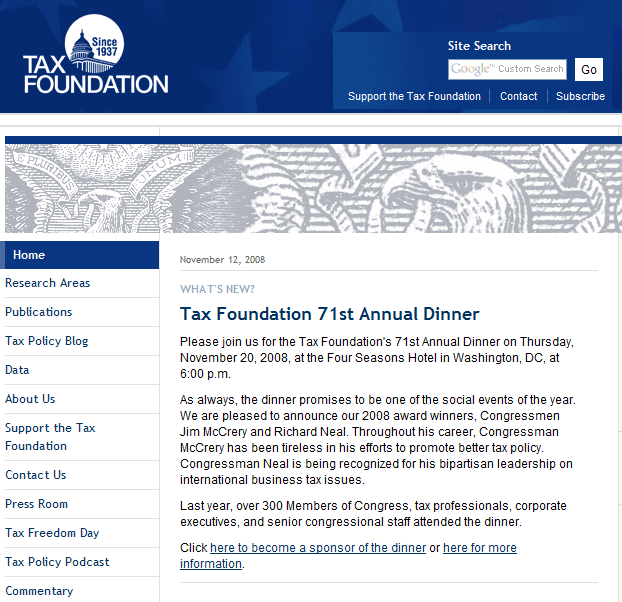 Since
1937
TAX
FOUNDATION
Site Search
Google™ Custom Search
Go
Support the Tax Foundation
Contact
Subscribe
E PLURIBUS UNUM
Home
Research Areas
Publications
Tax Policy Blog
Data
About Us
Support the Tax
Foundation
Contact Us
Press Room
Tax Freedom Day
Tax Policy Podcast
Commentary
November 12, 2008
WHAT'S NEW?
Tax Foundation 71st Annual Dinner
Please join us for the Tax Foundation's 71st Annual Dinner on Thursday,
November 20, 2008, at the Four Seasons Hotel in Washington, DC, at
6:00 p.m.
As always, the dinner promises to be one of the social events of the year.
We are pleased to announce our 2008 award winners, Congressmen
Jim McCrery and Richard Neal. Throughout his career, Congressman
McCrery has been tireless in his efforts to promote better tax policy.
Congressman Neal is being recognized for his bipartisan leadership on
international business tax issues.
Last year, over 300 Members of Congress, tax professionals, corporate
executives, and senior congressional staff attended the dinner.
Click here to become a sponsor of the dinner or here for more
information.